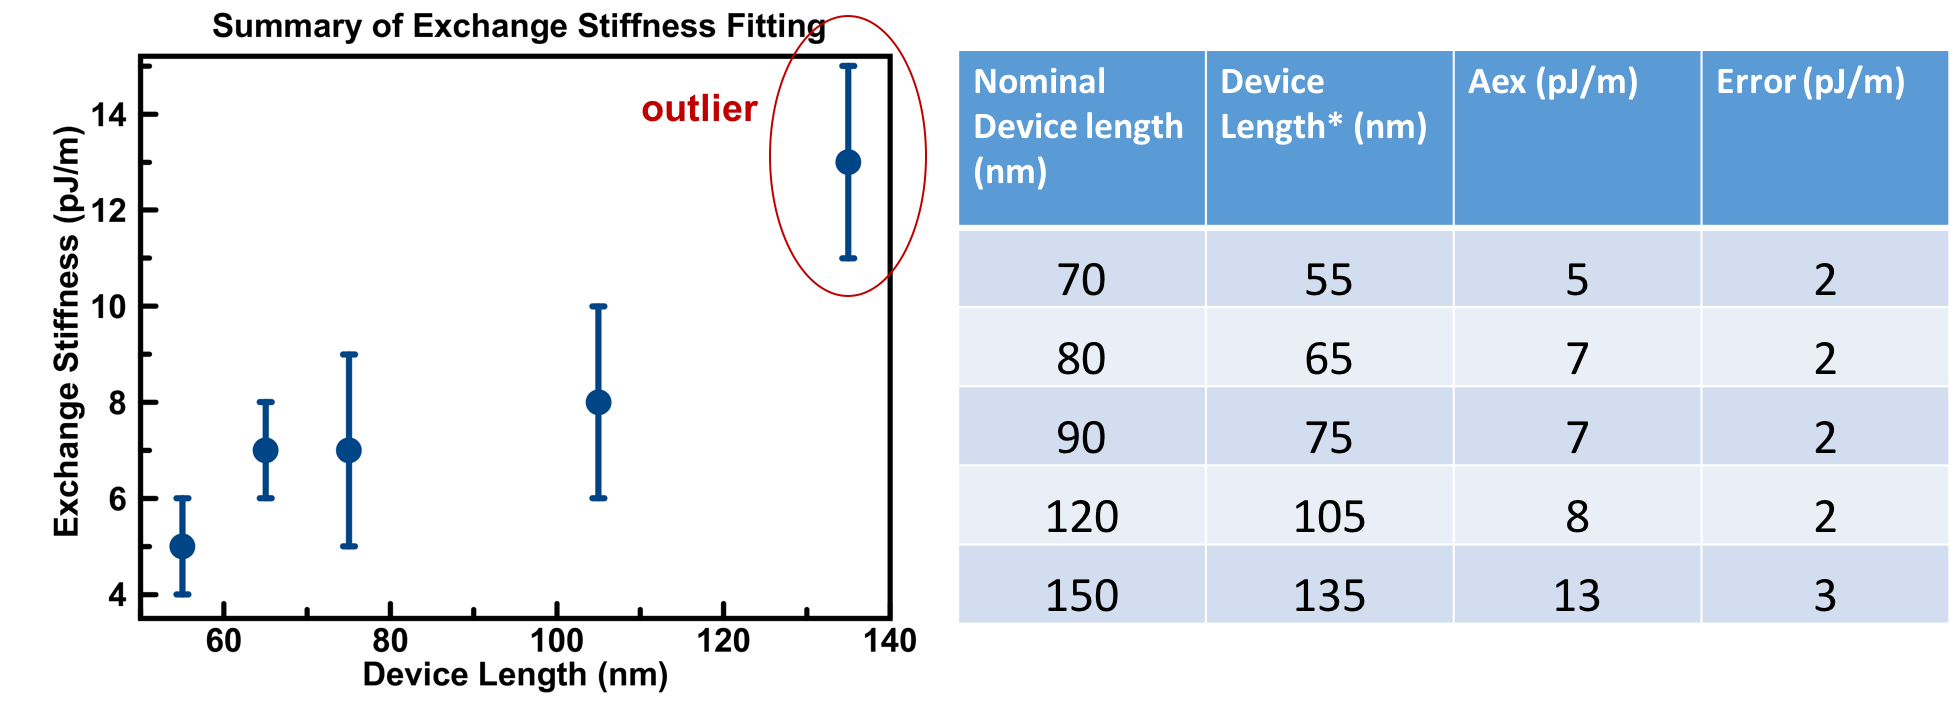 Summary of Exchange Stiffness Fitting
outlier
Exchange Stiffness (pJ/m)
14
12
10
8
6
4
60 80 100 120 140
Device Length (nm)
Nominal Device length (nm) Device Length* (nm) Aex (pJ/m) Error (pJ/m)
70 55 5 2
80 65 7 2
90 75 7 2
120 105 8 2
150 135 13 3